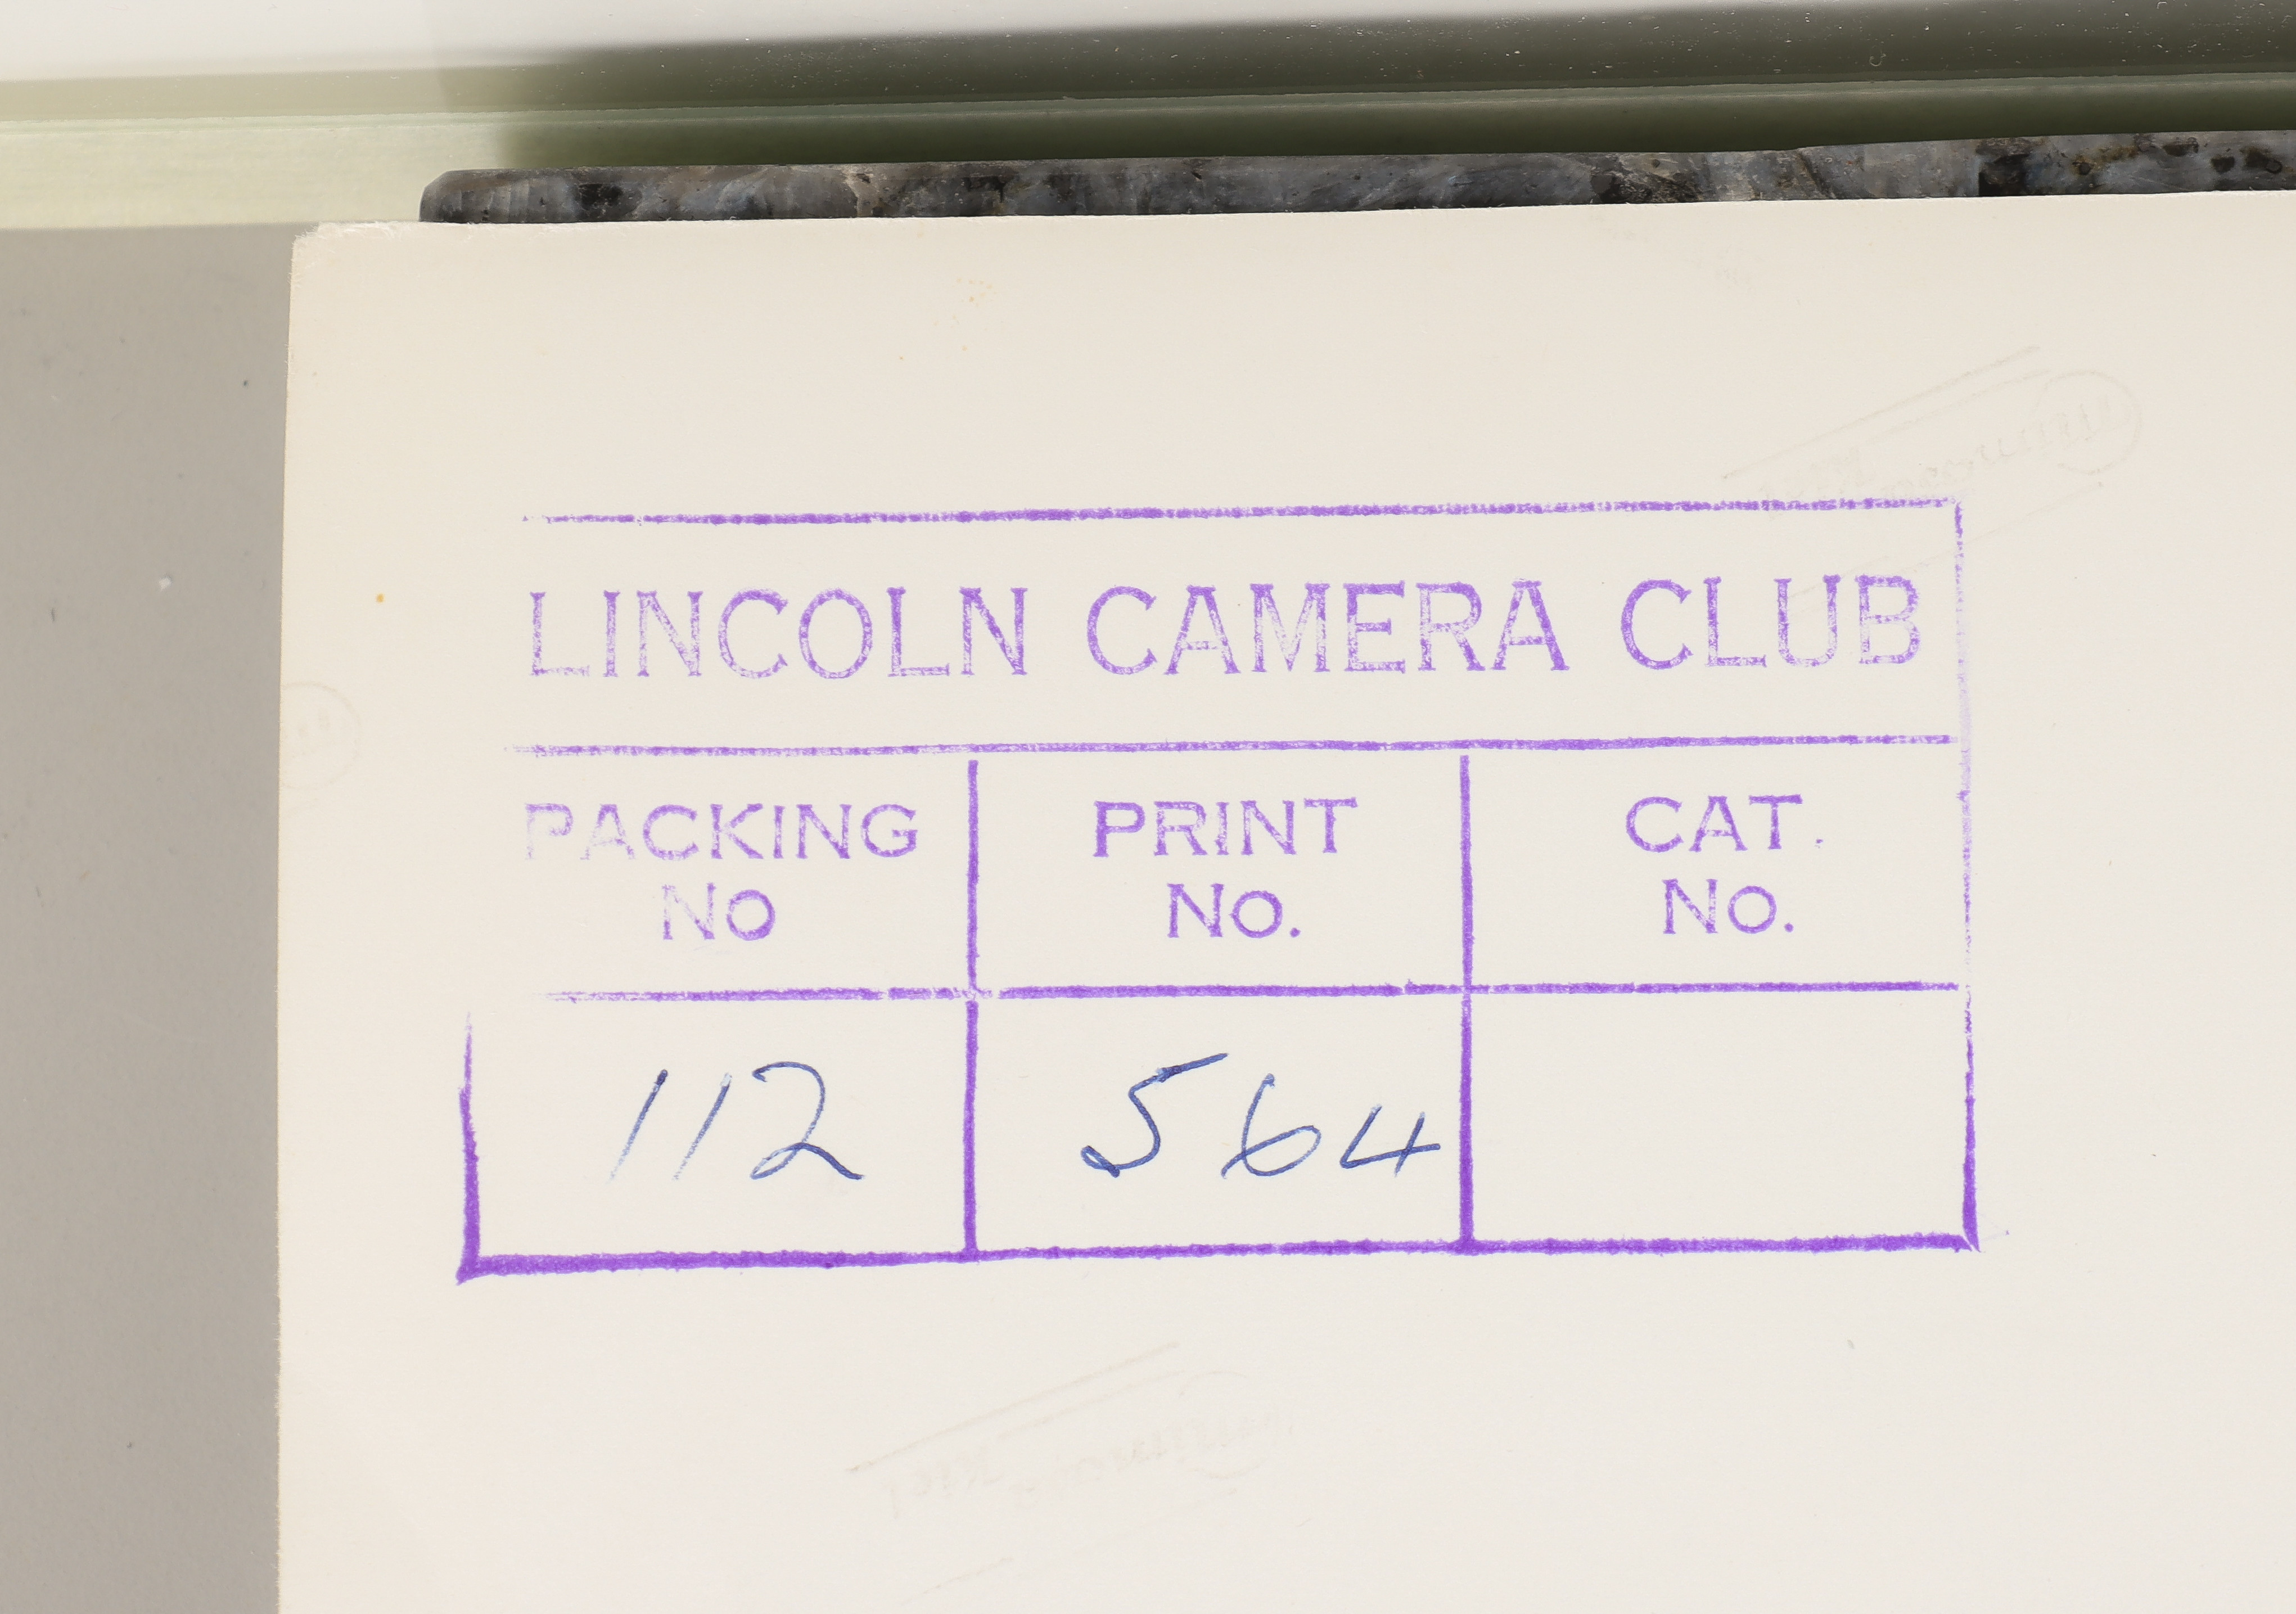 LINCOLN CAMERA CLUB
PACKING NO
PRINT NO.
CAT. NO.
112
564